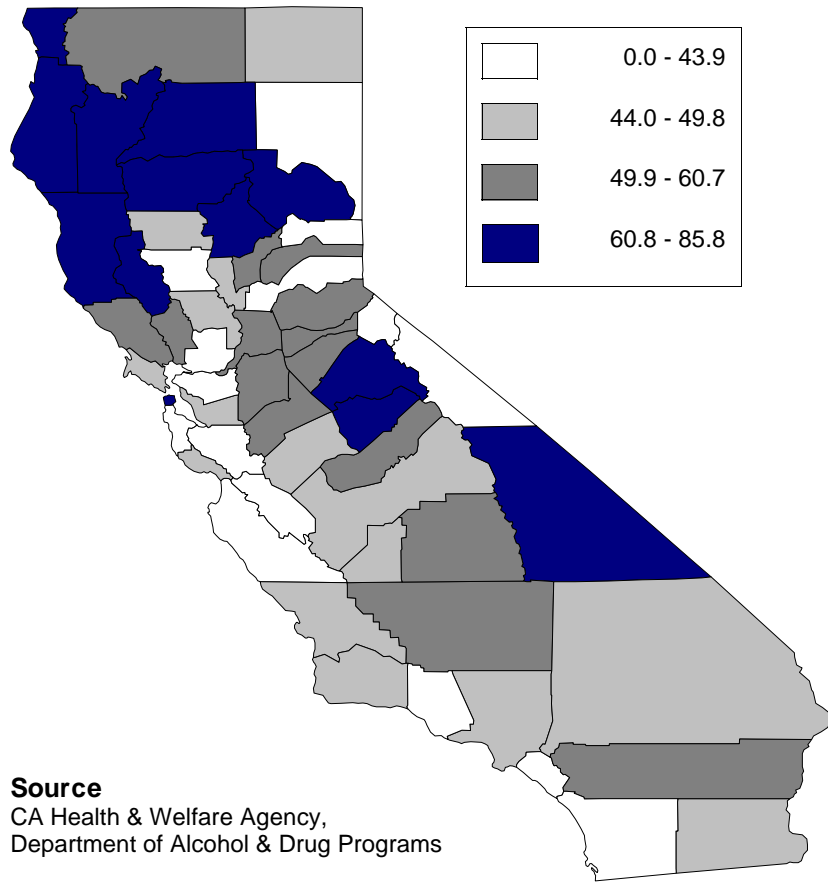 0.0 - 43.9
44.0 - 49.8
49.9 - 60.7
60.8 - 85.8
Source
CA Health & Welfare Agency,
Department of Alcohol & Drug Programs